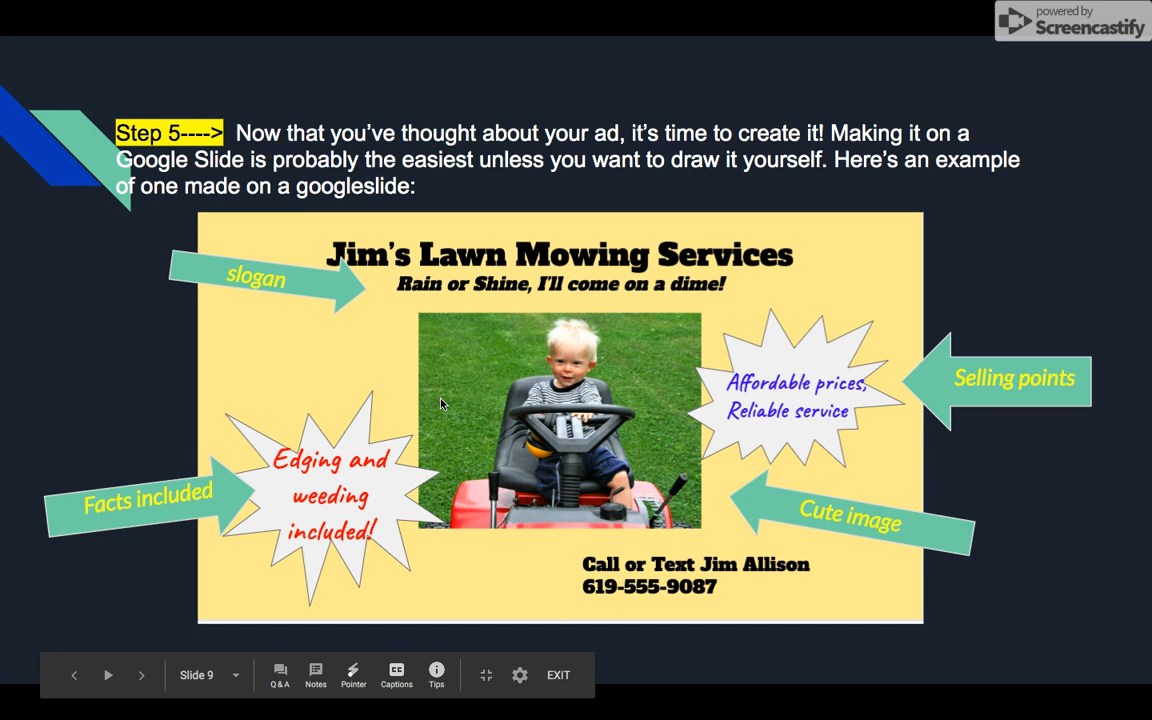 powered by
Screencastify
Step 5----> Now that you've thought about your ad, it's time to create it! Making it on a
Google Slide is probably the easiest unless you want to draw it yourself. Here's an example
of one made on a googleslide:
Jim's Lawn Mowing Services
Rain or Shine, I'll come on a dime!
slogan
Affordable prices,
Reliable service
Selling points
Edging and
weeding
included!
Facts included
Cute image
Call or Text Jim Allison
619-555-9087
Slide 9
Q&A
Notes
Pointer
Captions
Tips
EXIT